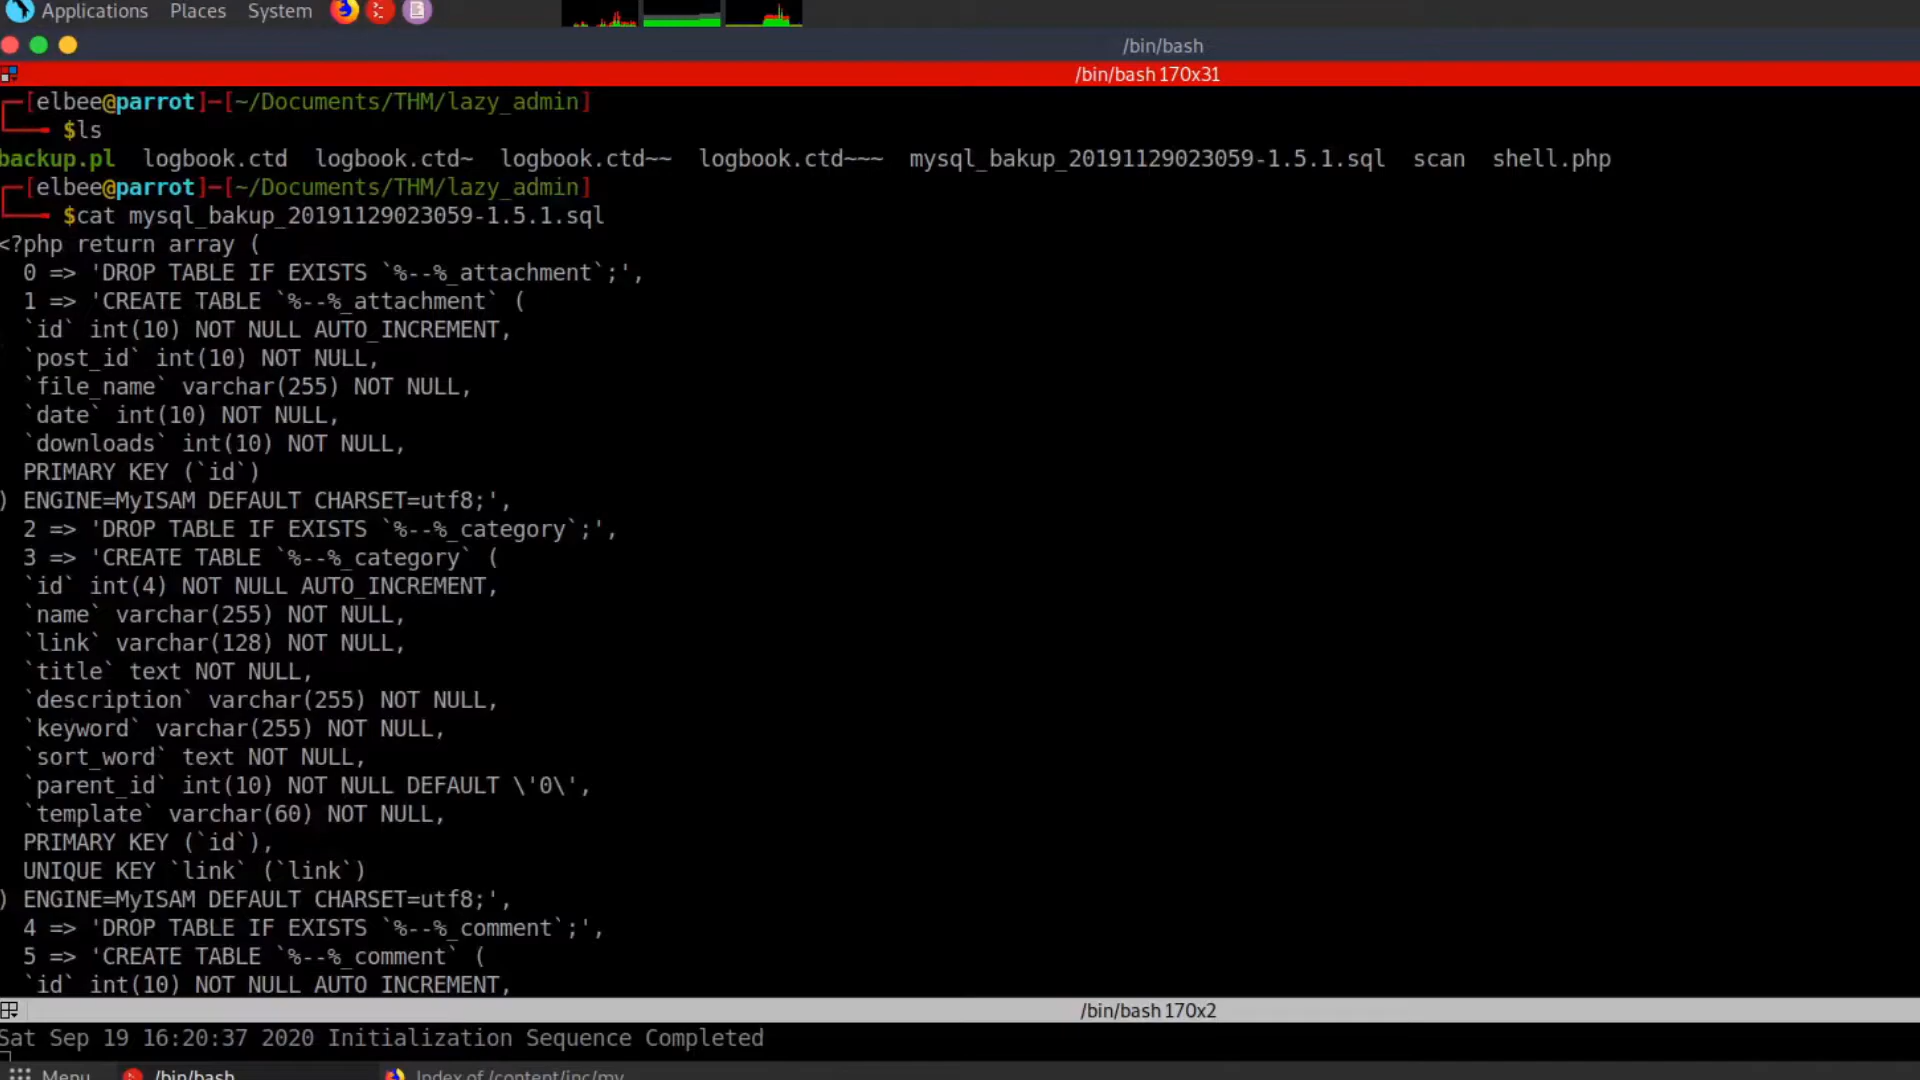 Applications Places System
/bin/bash
/bin/bash 170x31
[elbee@parrot]─[~/Documents/THM/lazy_admin]
$ls
backup.pl logbook.ctd logbook.ctd~ logbook.ctd~~ logbook.ctd~~~ mysql_bakup_20191129023059-1.5.1.sql scan shell.php
[elbee@parrot]─[~/Documents/THM/lazy_admin]
$cat mysql_bakup_20191129023059-1.5.1.sql
<?php return array (
0 => 'DROP TABLE IF EXISTS `%--%_attachment`;',
1 => 'CREATE TABLE `%--%_attachment` (
`id` int(10) NOT NULL AUTO_INCREMENT,
`post_id` int(10) NOT NULL,
`file_name` varchar(255) NOT NULL,
`date` int(10) NOT NULL,
`downloads` int(10) NOT NULL,
PRIMARY KEY (`id`)
) ENGINE=MyISAM DEFAULT CHARSET=utf8;',
2 => 'DROP TABLE IF EXISTS `%--%_category`;',
3 => 'CREATE TABLE `%--%_category` (
`id` int(4) NOT NULL AUTO_INCREMENT,
`name` varchar(255) NOT NULL,
`link` varchar(128) NOT NULL,
`title` text NOT NULL,
`description` varchar(255) NOT NULL,
`keyword` varchar(255) NOT NULL,
`sort_word` text NOT NULL,
`parent_id` int(10) NOT NULL DEFAULT \'0\',
`template` varchar(60) NOT NULL,
PRIMARY KEY (`id`),
UNIQUE KEY `link` (`link`)
) ENGINE=MyISAM DEFAULT CHARSET=utf8;',
4 => 'DROP TABLE IF EXISTS `%--%_comment`;',
5 => 'CREATE TABLE `%--%_comment` (
`id` int(10) NOT NULL AUTO_INCREMENT,
/bin/bash 170x2
Sat Sep 19 16:20:37 2020 Initialization Sequence Completed
Menu /bin/bash Index of /content/inc/my